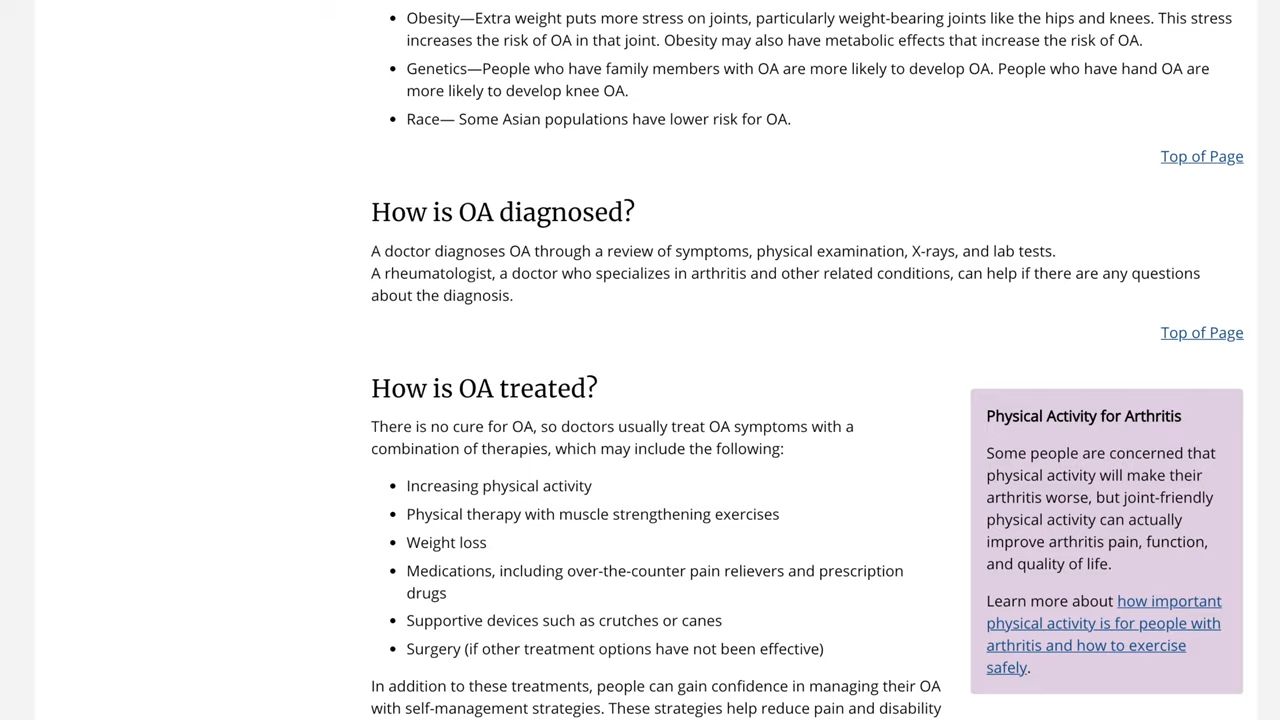 • Obesity—Extra weight puts more stress on joints, particularly weight-bearing joints like the hips and knees. This stress
increases the risk of OA in that joint. Obesity may also have metabolic effects that increase the risk of OA.
• Genetics—People who have family members with OA are more likely to develop OA. People who have hand OA are
more likely to develop knee OA.
• Race— Some Asian populations have lower risk for OA.
Top of Page
How is OA diagnosed?
A doctor diagnoses OA through a review of symptoms, physical examination, X-rays, and lab tests.
A rheumatologist, a doctor who specializes in arthritis and other related conditions, can help if there are any questions
about the diagnosis.
Top of Page
How is OA treated?
There is no cure for OA, so doctors usually treat OA symptoms with a
combination of therapies, which may include the following:
• Increasing physical activity
• Physical therapy with muscle strengthening exercises
• Weight loss
• Medications, including over-the-counter pain relievers and prescription
drugs
• Supportive devices such as crutches or canes
• Surgery (if other treatment options have not been effective)
In addition to these treatments, people can gain confidence in managing their OA
with self-management strategies. These strategies help reduce pain and disability
Physical Activity for Arthritis
Some people are concerned that
physical activity will make their
arthritis worse, but joint-friendly
physical activity can actually
improve arthritis pain, function,
and quality of life.
Learn more about how important
physical activity is for people with
arthritis and how to exercise
safely.